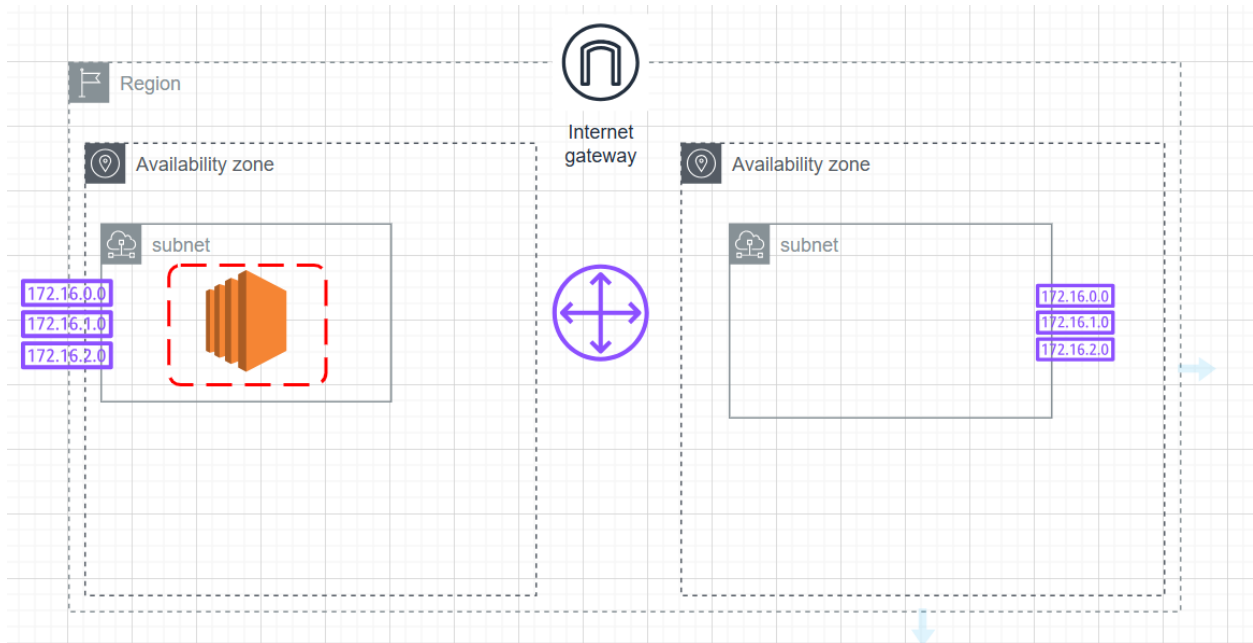 Region
Internet
gateway
Availability zone
Availability zone
subnet
subnet
172.16.0.0
172.16.1.0
172.16.2.0
172.16.0.0
172.16.1.0
172.16.2.0